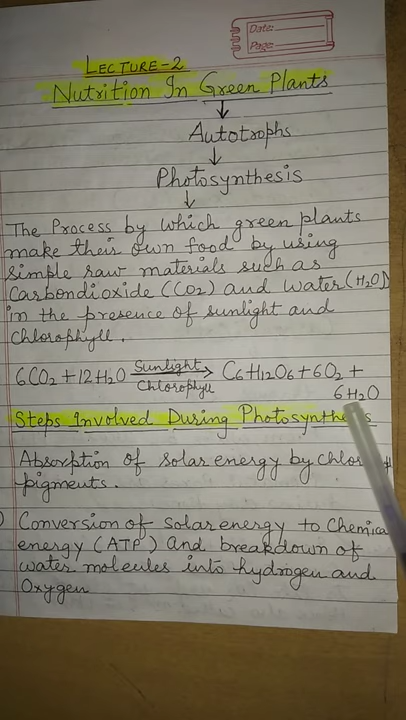 Date:
Page:
LECTURE-2
Nutrition In Green Plants
Autotrophs
Photosynthesis
The Process by which green plants
make their own food by using
simple raw materials such as
Carbondioxide (CO2) and Water (H2O)
in the presence of sunlight and
Chlorophyll.
6CO2 + 12H2O Sunlight Chlorophyll → C6H12O6 + 6O2 +
6H2O
Steps Involved During Photosynthesis
Absorption of solar energy by
pigments.
Conversion of solar energy to Chemica
energy (ATP) and breakdown of
water molecules into hydrogen and
Oxygen